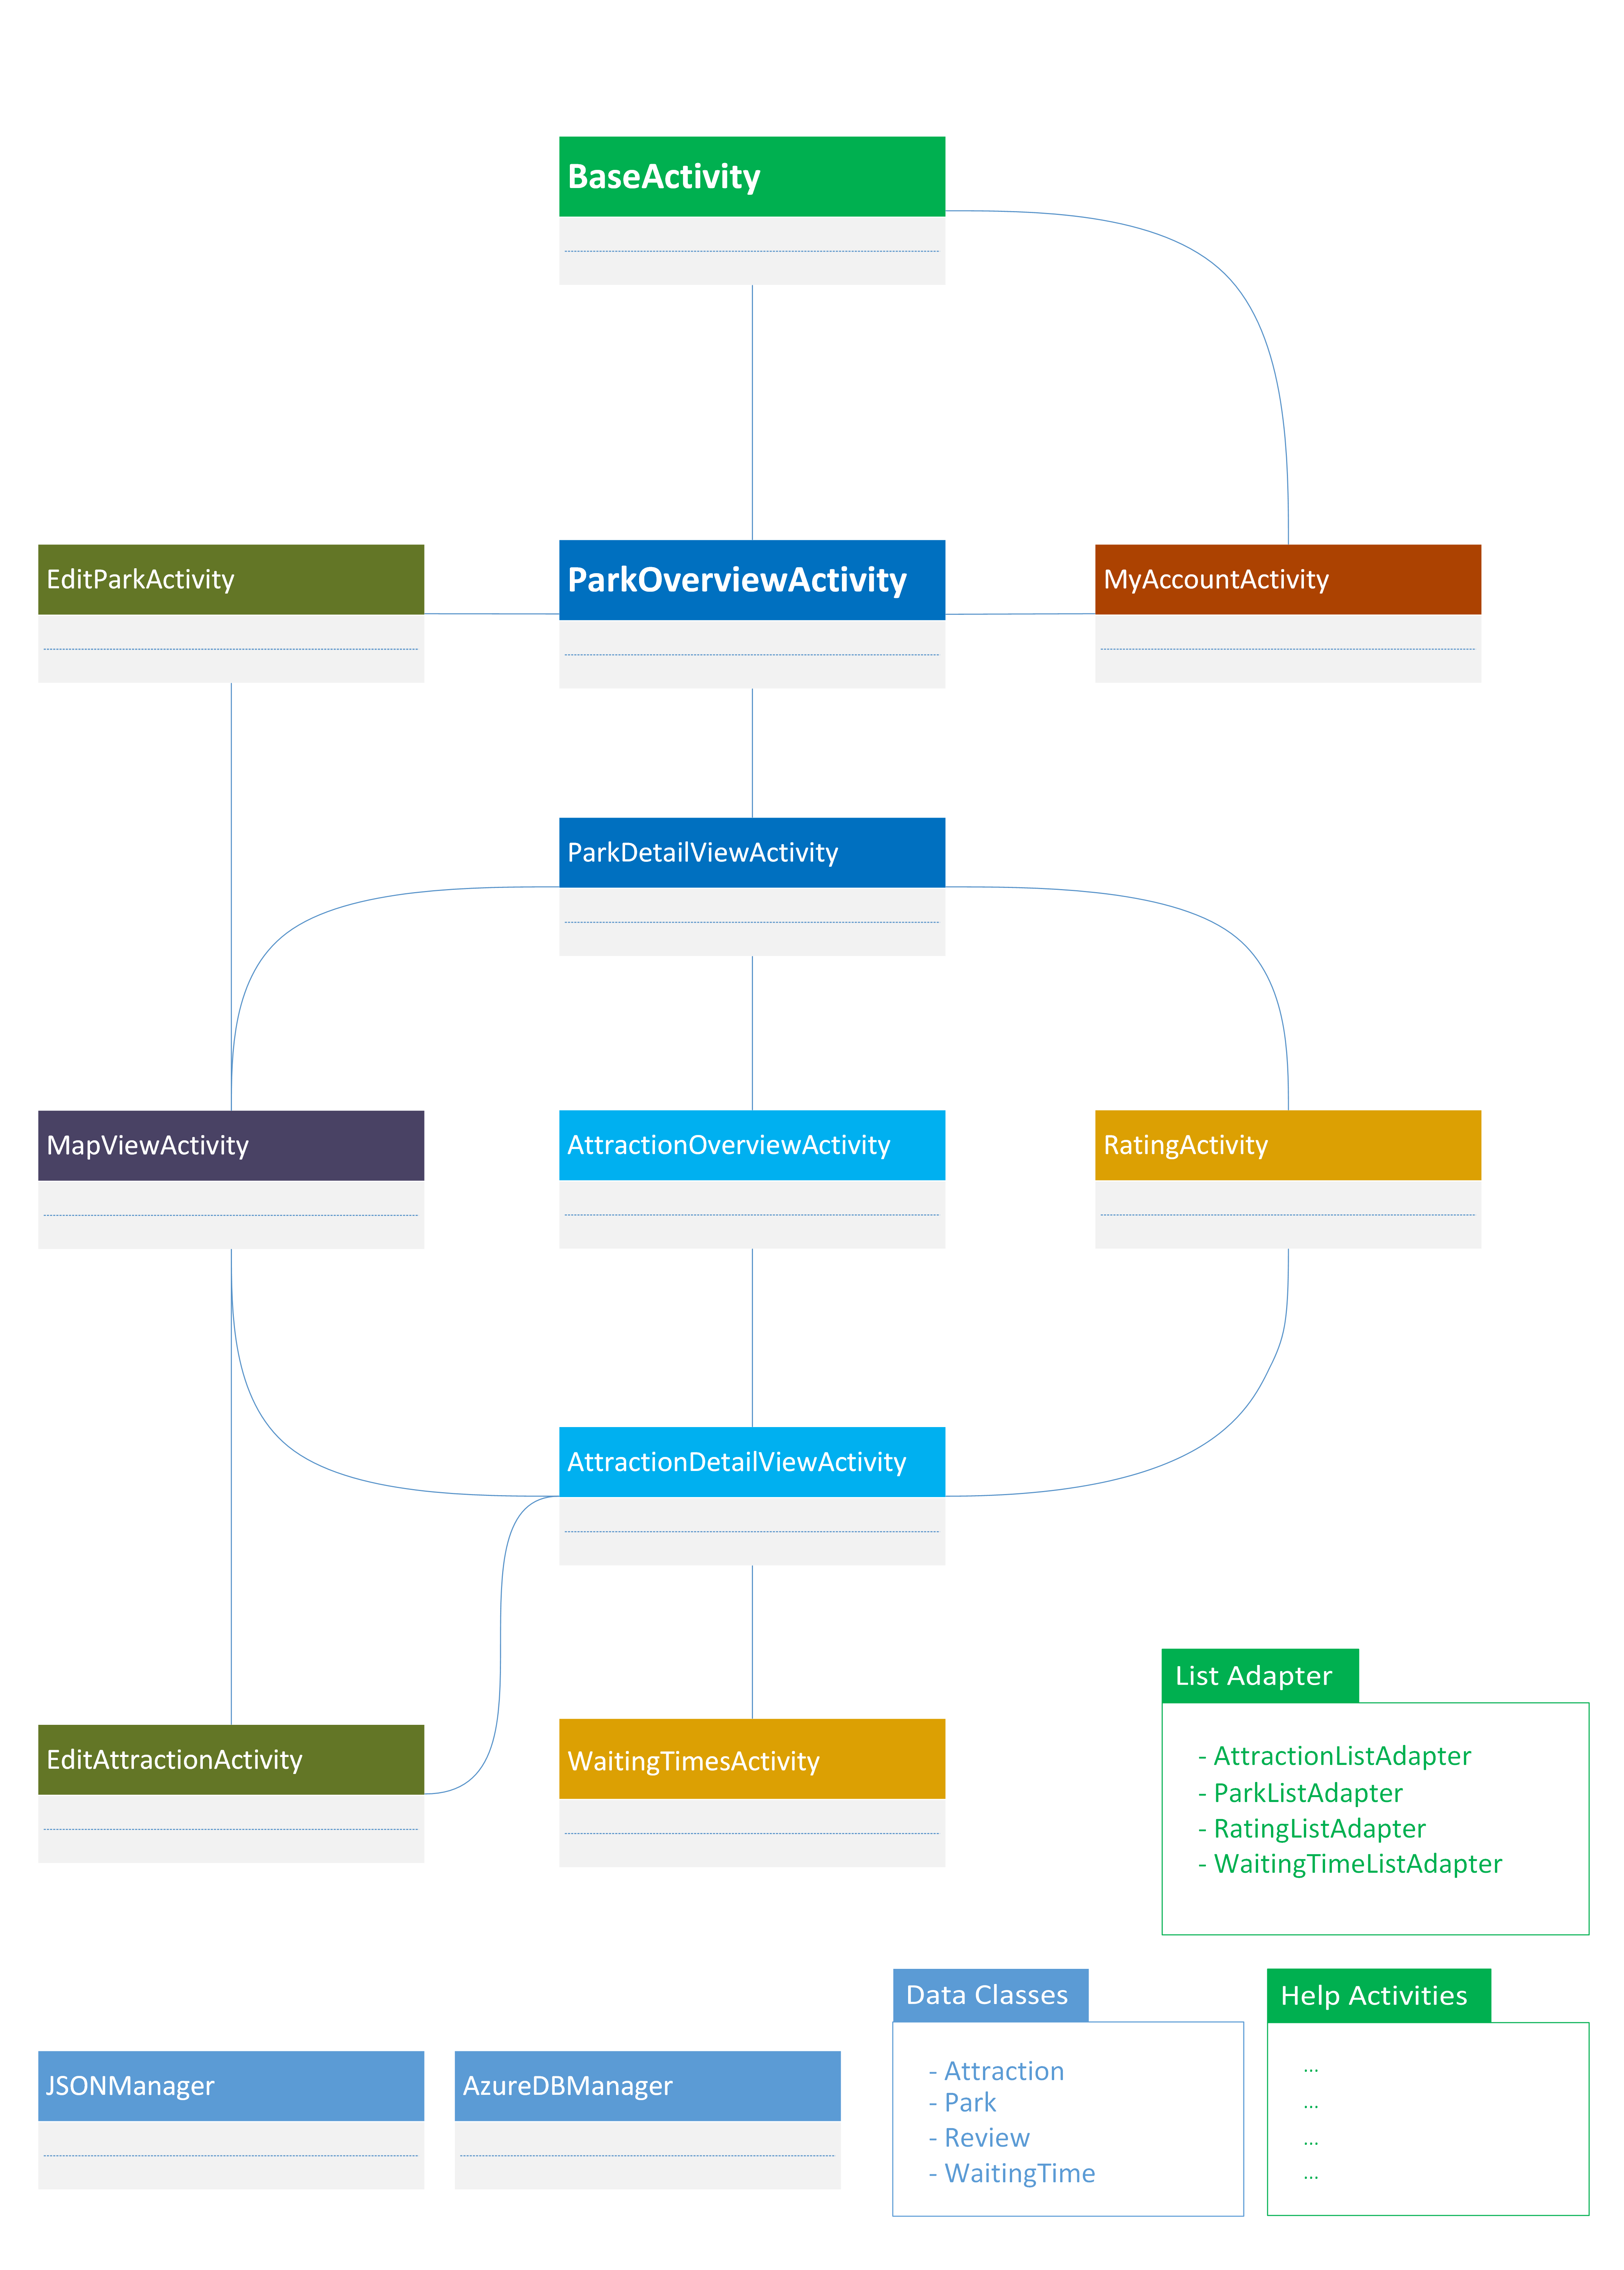 BaseActivity
EditParkActivity
ParkOverviewActivity
MyAccountActivity
ParkDetailViewActivity
MapViewActivity
AttractionOverviewActivity
RatingActivity
AttractionDetailViewActivity
EditAttractionActivity
WaitingTimesActivity
List Adapter
- AttractionListAdapter
- ParkListAdapter
- RatingListAdapter
- WaitingTimeListAdapter
JSONManager
AzureDBManager
Data Classes
- Attraction
- Park
- Review
- WaitingTime
Help Activities
...
...
...
...